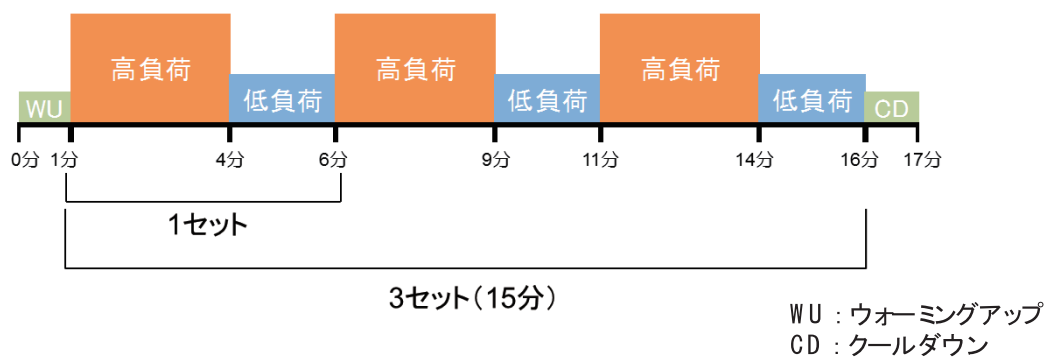 高負荷 高負荷 高負荷
WU 低負荷 低負荷 低負荷 CD
0分 1分 4分 6分 9分 11分 14分 16分 17分
1セット
3セット（15分）
WU：ウォーミングアップ
CD：クールダウン